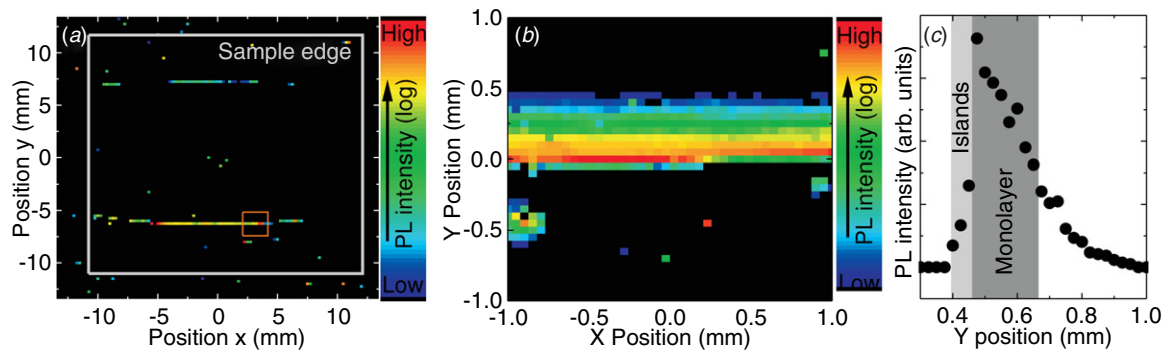 (a)
Sample edge
Position y (mm)
10
5
0
-5
-10
-10
-5
0
5
10
Position x (mm)
High
PL intensity (log)
Low
(b)
Y Position (mm)
1.0
0.5
0.0
-0.5
-1.0
-1.0
-0.5
0.0
0.5
1.0
X Position (mm)
High
PL intensity (log)
Low
(c)
PL intensity (arb. units)
Islands
Monolayer
0.4
0.6
0.8
1.0
Y position (mm)